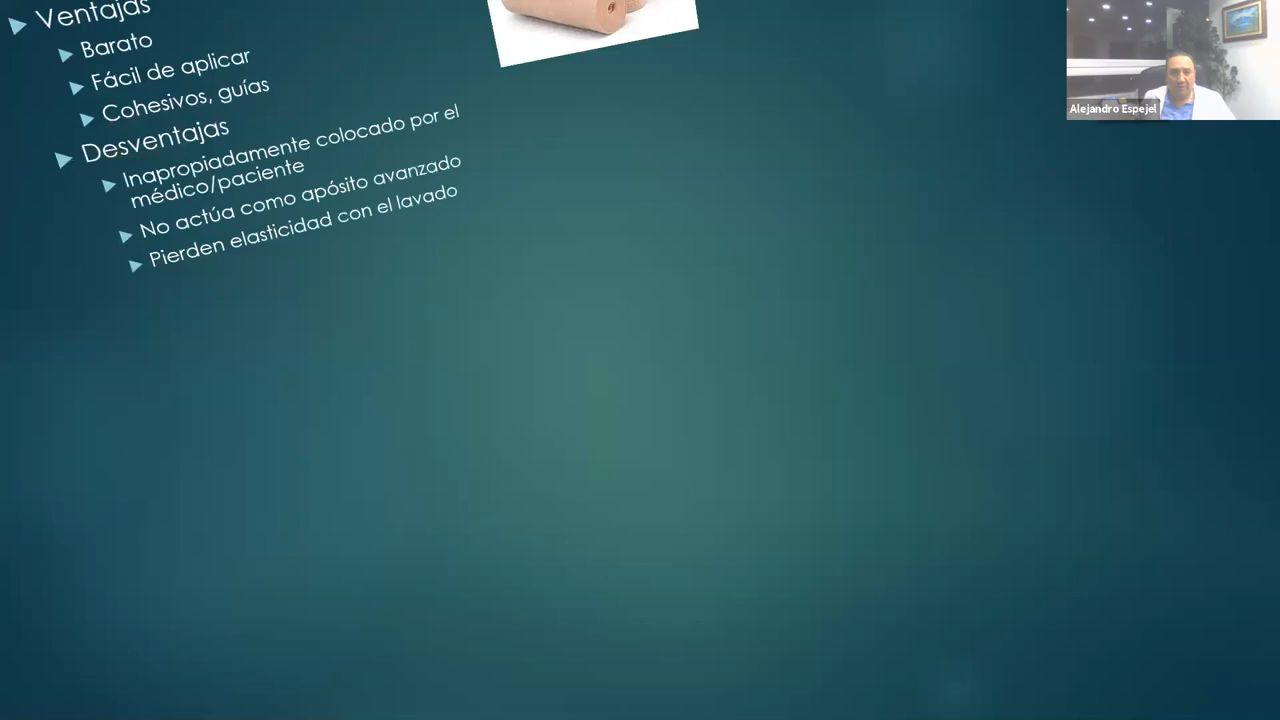 Ventajas
Barato
Fácil de aplicar
Cohesivos, guías
Desventajas
Inapropiadamente colocado por el
médico/paciente
No actúa como apósito avanzado
Pierden elasticidad con el lavado
Alejandro Espejel